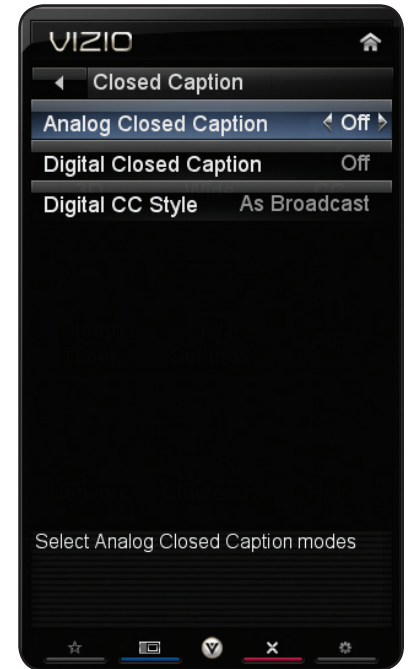 VIZIO
Closed Caption
Analog Closed Caption Off
Digital Closed Caption Off
Digital CC Style As Broadcast
Select Analog Closed Caption modes
V